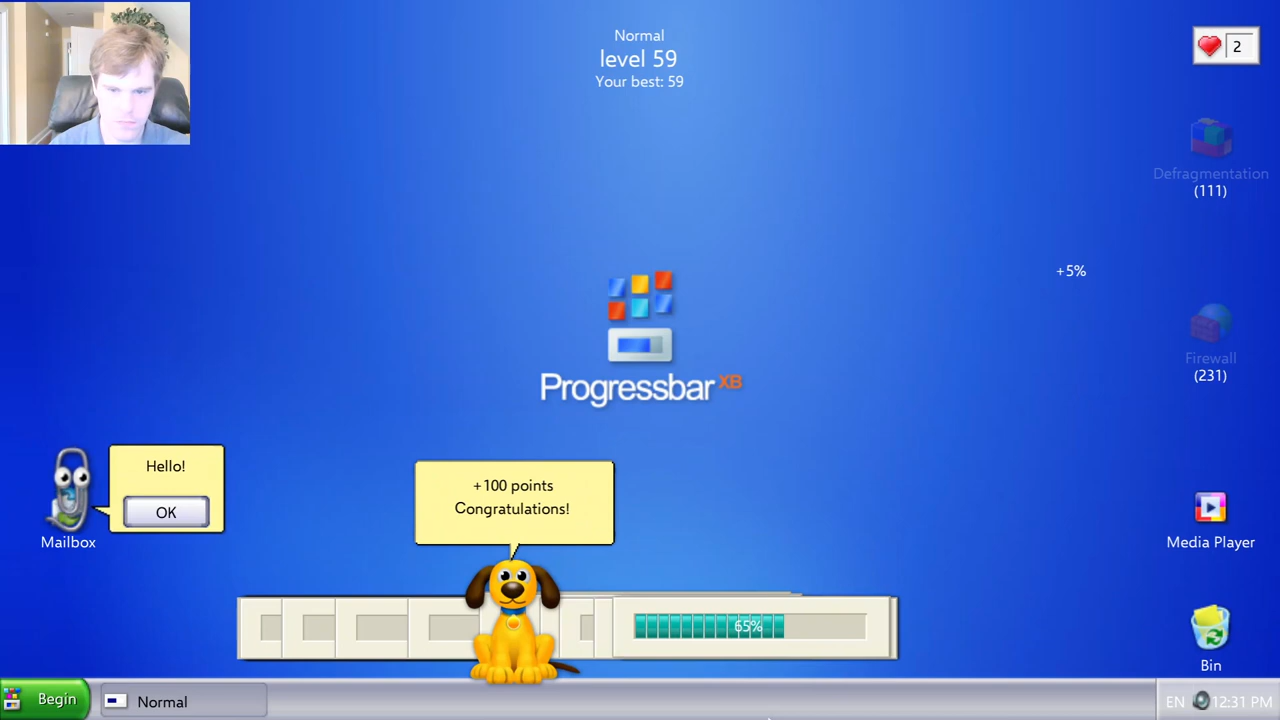 Normal
level 59
Your best: 59
2
Defragmentation
(111)
+5%
Progressbar XB
Firewall
(231)
Hello!
OK
Mailbox
+100 points
Congratulations!
Media Player
65%
Bin
Begin
Normal
EN 12:31 PM